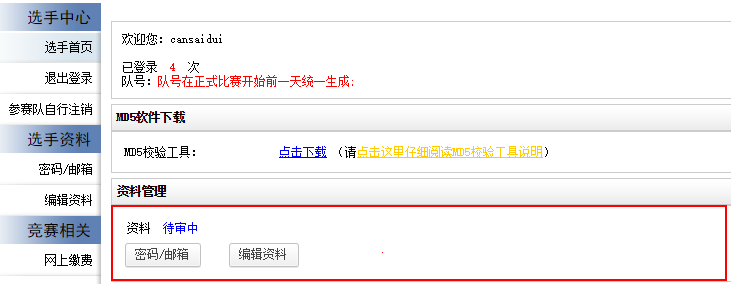 选手中心
选手首页
退出登录
参赛队自行注销
选手资料
密码/邮箱
编辑资料
竞赛相关
网上缴费
欢迎您：cansaidui
已登录 4 次
队号：队号在正式比赛开始前一天统一生成;
MD5软件下载
MD5校验工具： 点击下载 （请点击这里仔细阅读MD5校验工具说明）
资料管理
资料 待审中
密码/邮箱 编辑资料